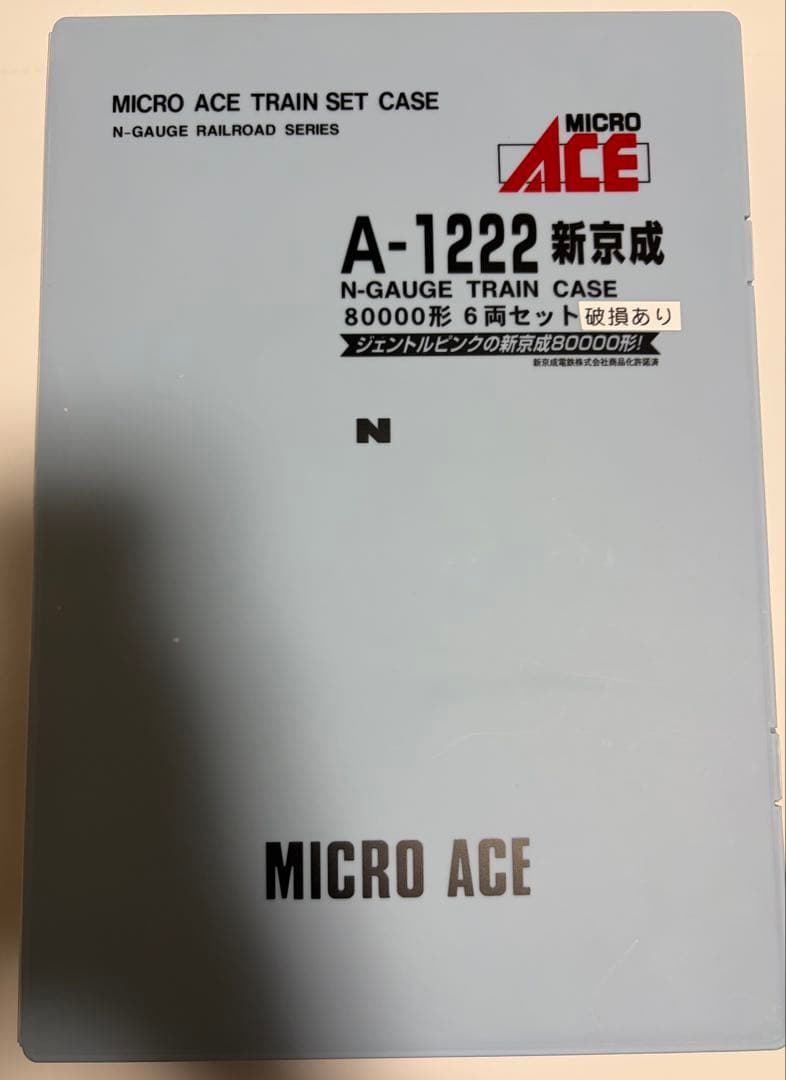 MICRO ACE TRAIN SET CASE
N-GAUGE RAILROAD SERIES
MICRO
ACE
A-1222 新京成
N-GAUGE TRAIN CASE
80000形 6両セット 破損あり
ジェントルピンクの新京成80000形!
新京成電鉄株式会社商品化許諾済
N
MICRO ACE